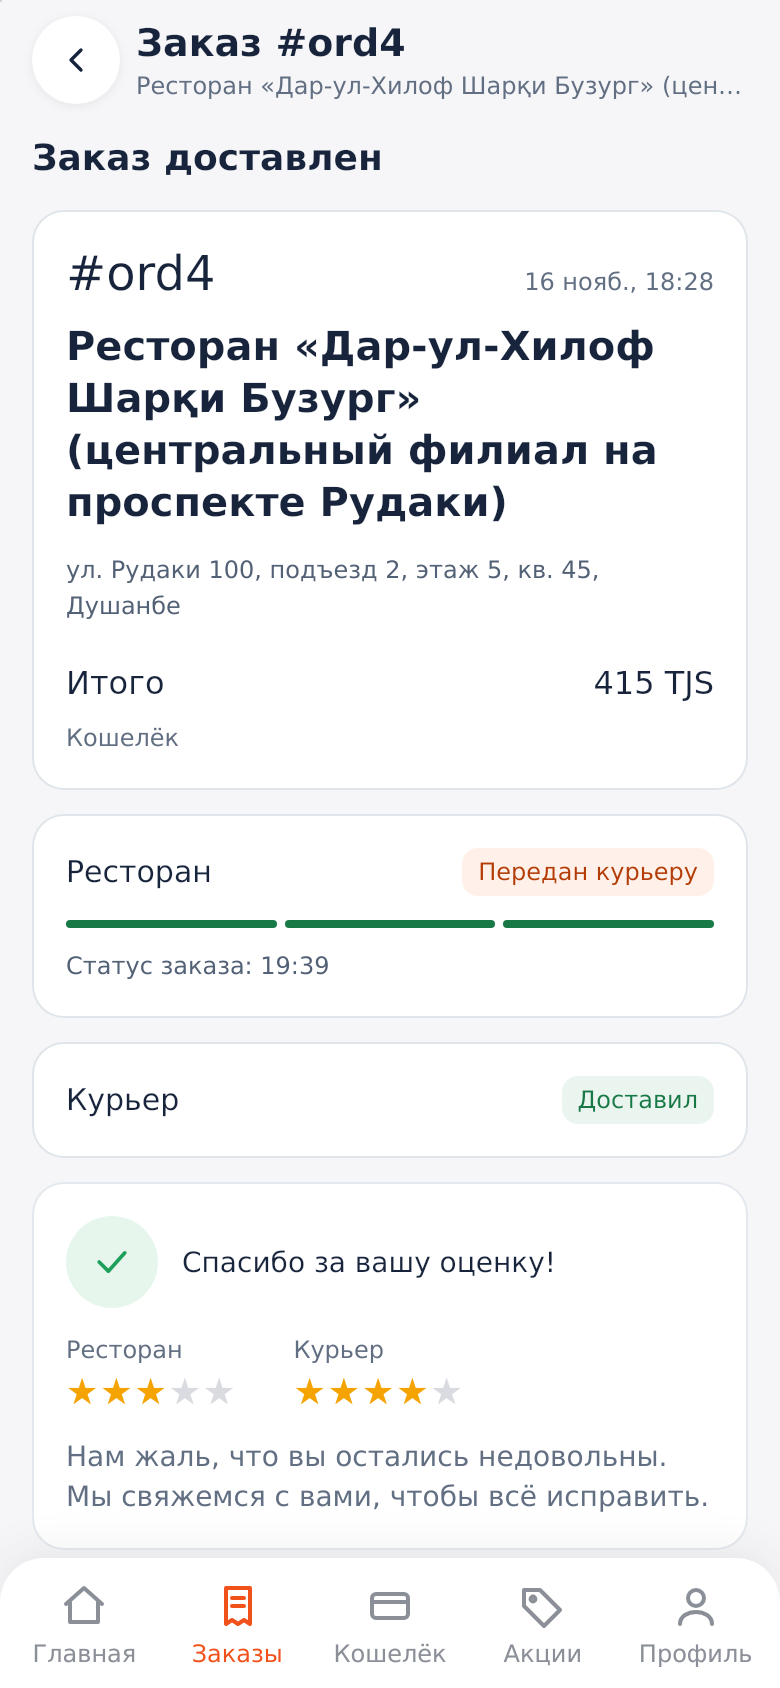 Заказ #ord4
Ресторан «Дар-ул-Хилоф Шарқи Бузург» (цен...
Заказ доставлен
#ord4
16 нояб., 18:28
Ресторан «Дар-ул-Хилоф
Шарқи Бузург»
(центральный филиал на
проспекте Рудаки)
ул. Рудаки 100, подъезд 2, этаж 5, кв. 45,
Душанбе
Итого
415 TJS
Кошелёк
Ресторан
Передан курьеру
Статус заказа: 19:39
Курьер
Доставил
Спасибо за вашу оценку!
Ресторан
Курьер
Нам жаль, что вы остались недовольны.
Мы свяжемся с вами, чтобы всё исправить.
Главная
Заказы
Кошелёк
Акции
Профиль